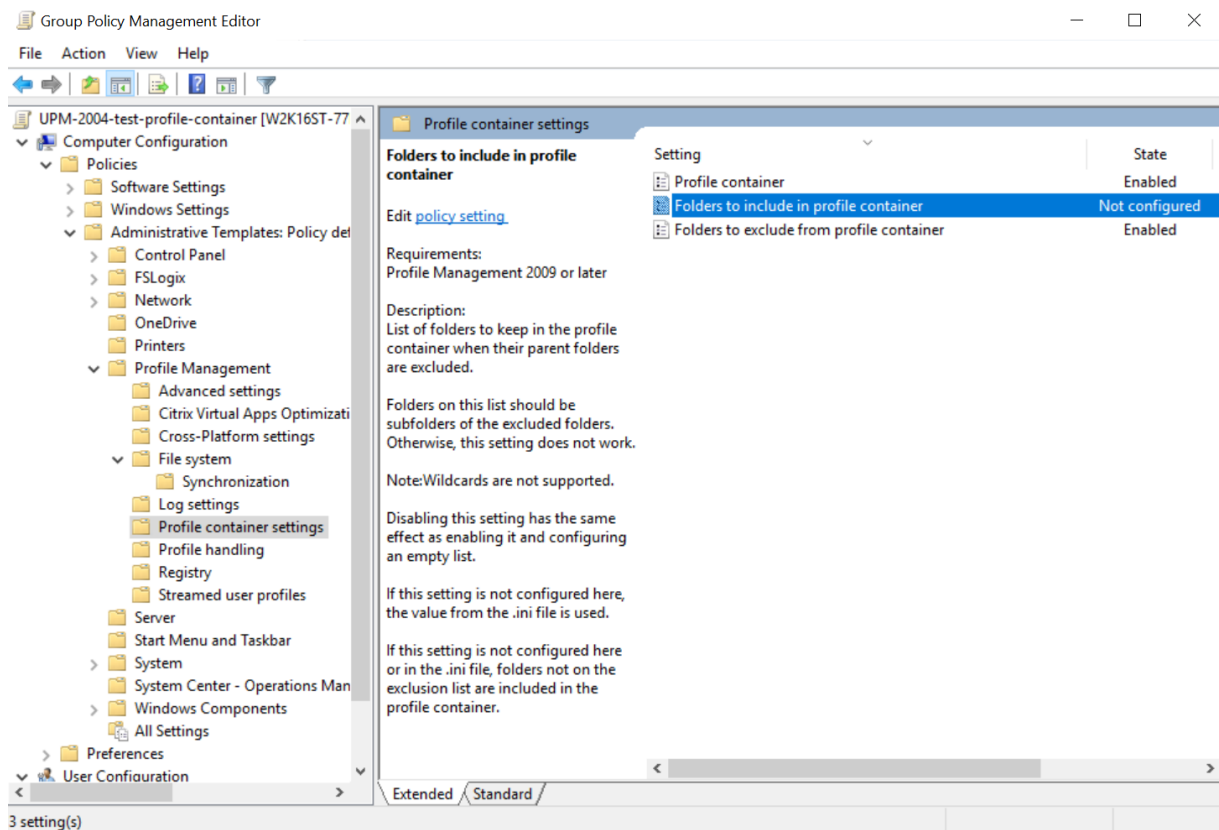 Group Policy Management Editor
File Action View Help
UPM-2004-test-profile-container [W2K16ST-77
Computer Configuration
Policies
Software Settings
Windows Settings
Administrative Templates: Policy def
Control Panel
FSLogix
Network
OneDrive
Printers
Profile Management
Advanced settings
Citrix Virtual Apps Optimizati
Cross-Platform settings
File system
Synchronization
Log settings
Profile container settings
Profile handling
Registry
Streamed user profiles
Server
Start Menu and Taskbar
System
System Center - Operations Man
Windows Components
All Settings
Preferences
User Configuration
Profile container settings
Folders to include in profile
container
Edit policy setting
Requirements:
Profile Management 2009 or later
Description:
List of folders to keep in the profile
container when their parent folders
are excluded.
Folders on this list should be
subfolders of the excluded folders.
Otherwise, this setting does not work.
Note:Wildcards are not supported.
Disabling this setting has the same
effect as enabling it and configuring
an empty list.
If this setting is not configured here,
the value from the .ini file is used.
If this setting is not configured here
or in the .ini file, folders not on the
exclusion list are included in the
profile container.
Setting State
Profile container Enabled
Folders to include in profile container Not configured
Folders to exclude from profile container Enabled
Extended Standard
3 setting(s)